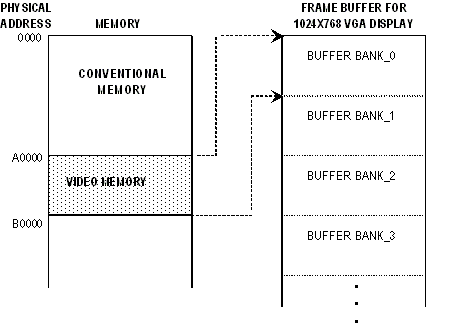 PHYSICAL
ADDRESS
MEMORY
FRAME BUFFER FOR
1024X768 VGA DISPLAY
0000
CONVENTIONAL
MEMORY
A0000
VIDEO MEMORY
B0000
BUFFER BANK_0
BUFFER BANK_1
BUFFER BANK_2
BUFFER BANK_3